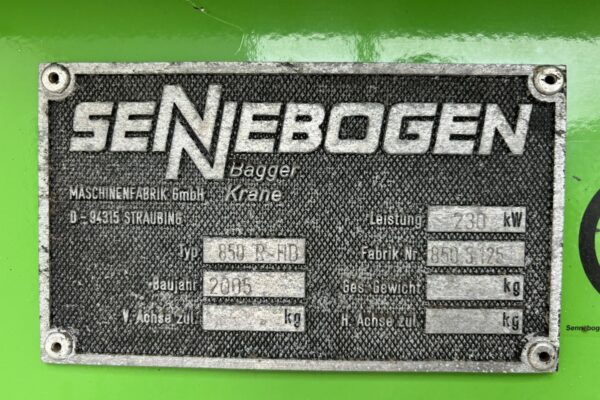 SENNEBOGEN
Bagger
Krane
MASCHINENFABRIK GmbH
D - 94315 STRAUBING
Leistung 230 kW
Typ 850 R-HD
Fabrik Nr. 850.3.125
Baujahr 2005
Ges. Gewicht kg
V. Achse zul. kg
H. Achse zul. kg